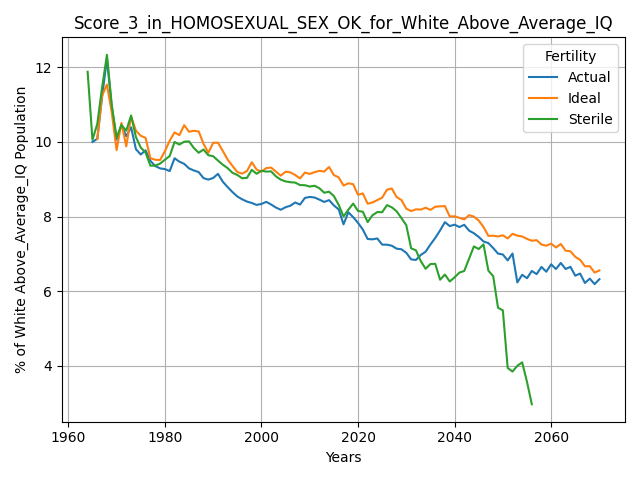 Score_3_in_HOMOSEXUAL_SEX_OK_for_White_Above_Average_IQ
Fertility
Actual
Ideal
Sterile
% of White Above_Average_IQ Population
12
10
8
6
4
1960 1980 2000 2020 2040 2060
Years